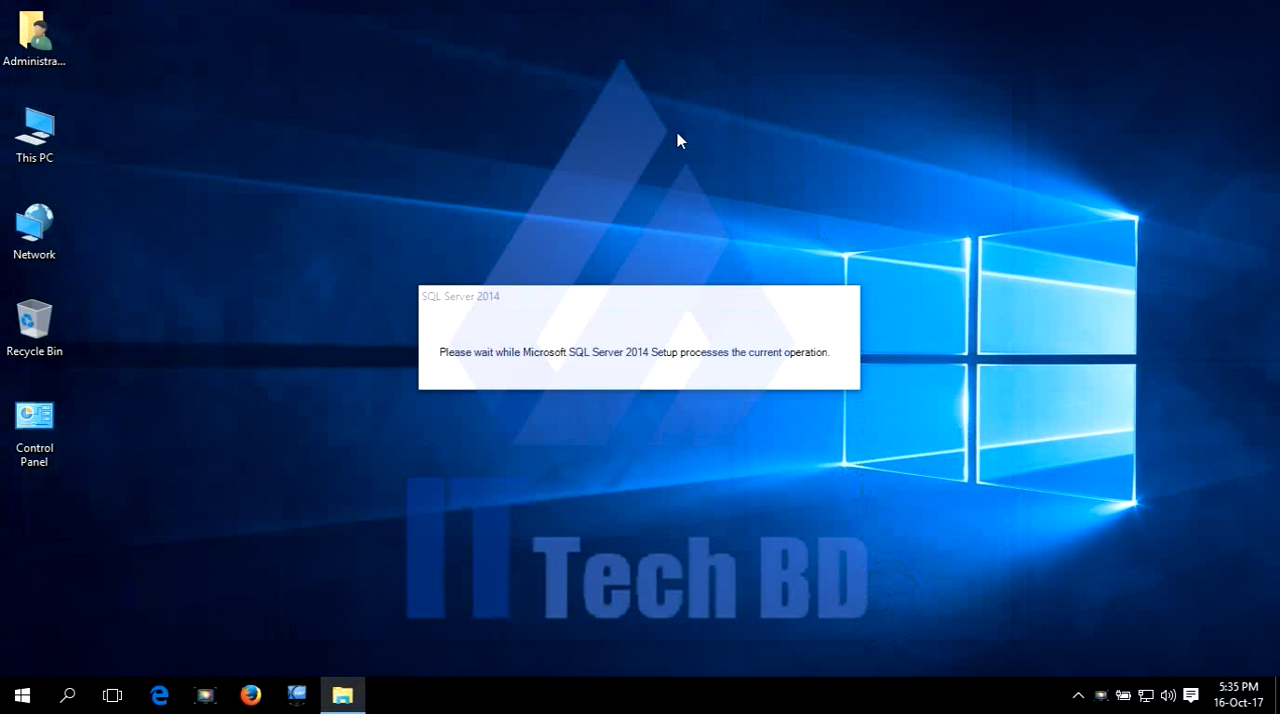 Administra...
This PC
Network
Recycle Bin
Control
Panel
SQL Server 2014
Please wait while Microsoft SQL Server 2014 Setup processes the current operation.
IT Tech BD
5:35 PM
16-Oct-17